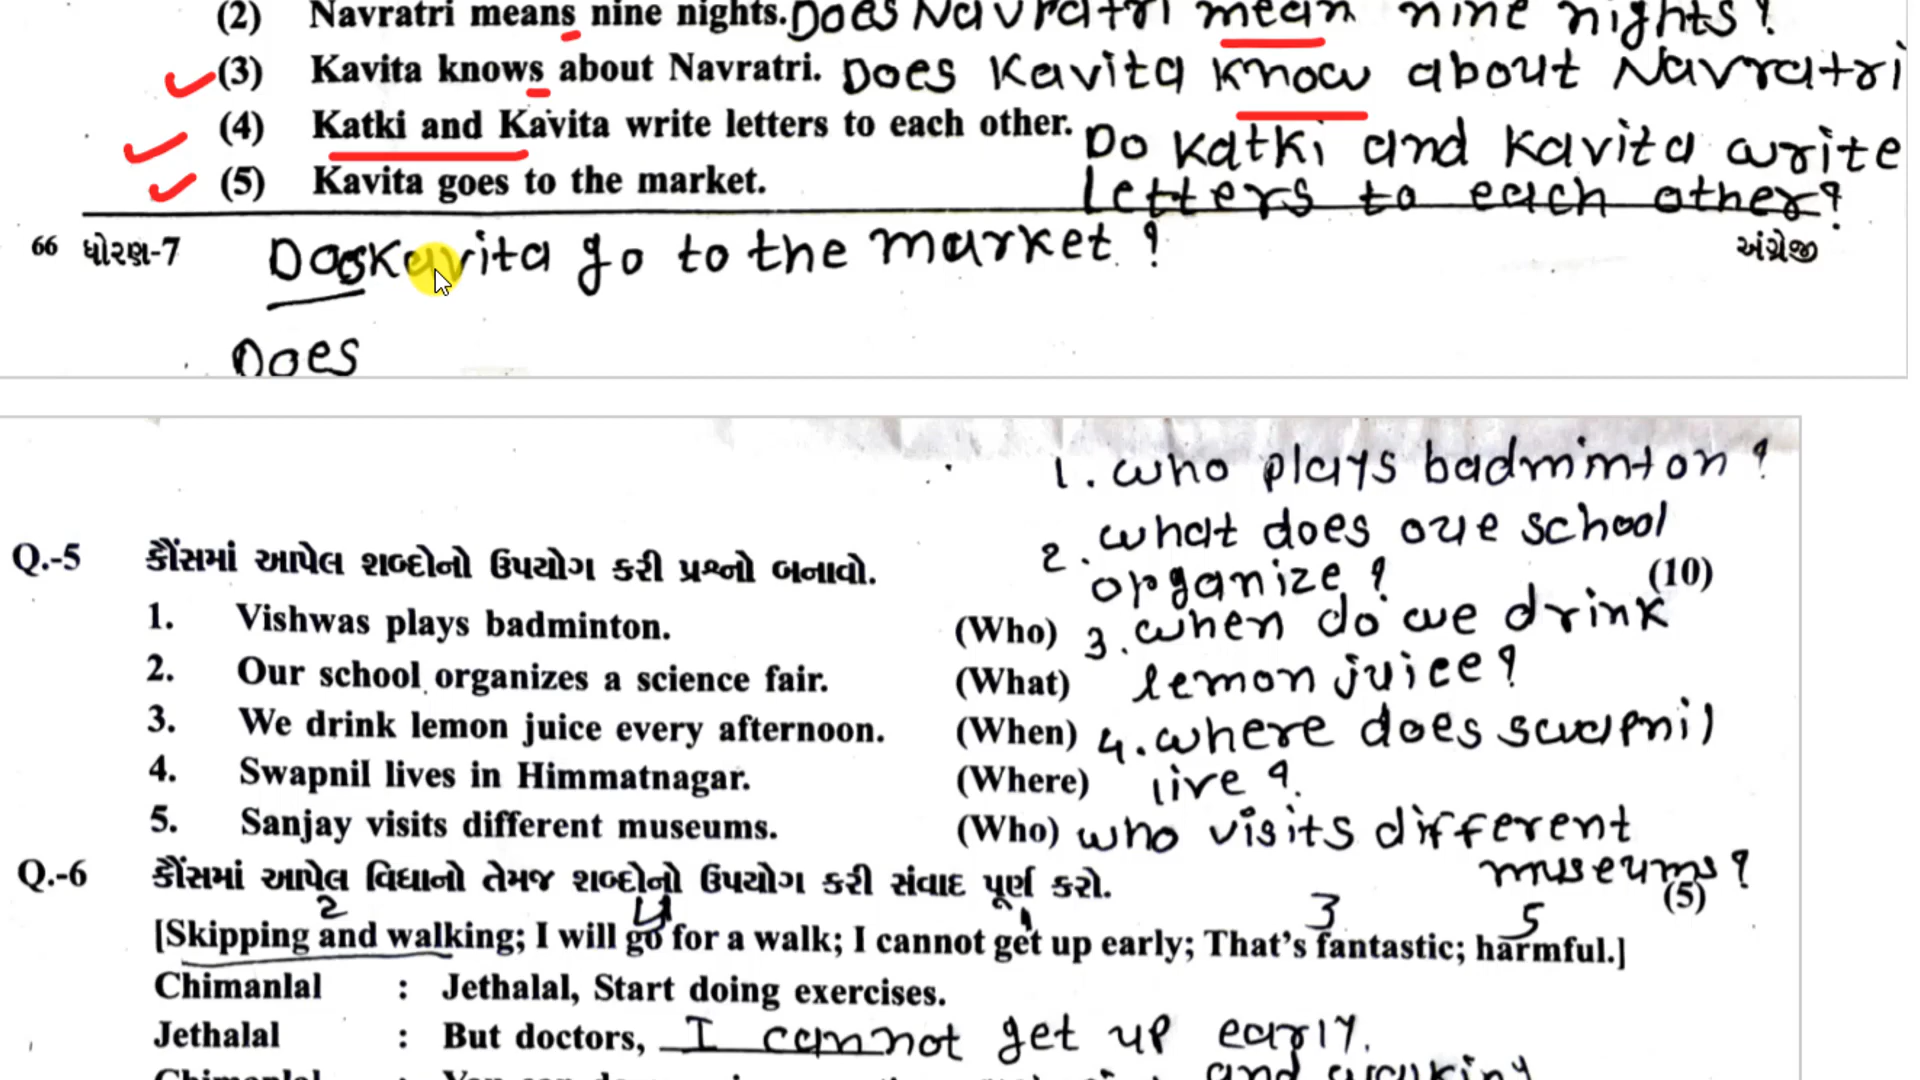 (2) Navratri means nine nights. Does Navratri mean nine nights?
(3) Kavita knows about Navratri. Does Kavita know about Navratri
(4) Katki and Kavita write letters to each other. Do Katki and Kavita write
letters to each other?
(5) Kavita goes to the market.
66 ધોરણ-7 અંગ્રેજી
Does Kavita go to the market?
Does
1. who plays badminton?
2. what does our school
organize?
Q.-5 કૌંસમાં આપેલ શબ્દોનો ઉપયોગ કરી પ્રશ્નો બનાવો. (10)
1. Vishwas plays badminton. (Who) 3. when do we drink
2. Our school organizes a science fair. (What) lemon juice?
3. We drink lemon juice every afternoon. (When) 4. where does swapnil
4. Swapnil lives in Himmatnagar. (Where) live?
5. Sanjay visits different museums. (Who) who visits different
museums?
Q.-6 કૌંસમાં આપેલ વિધાનો તેમજ શબ્દોનો ઉપયોગ કરી સંવાદ પૂર્ણ કરો. (5)
2 4 1 3 5
[Skipping and walking; I will go for a walk; I cannot get up early; That's fantastic; harmful.]
Chimanlal : Jethalal, Start doing exercises.
Jethalal : But doctors, I cannot get up early.
and walking